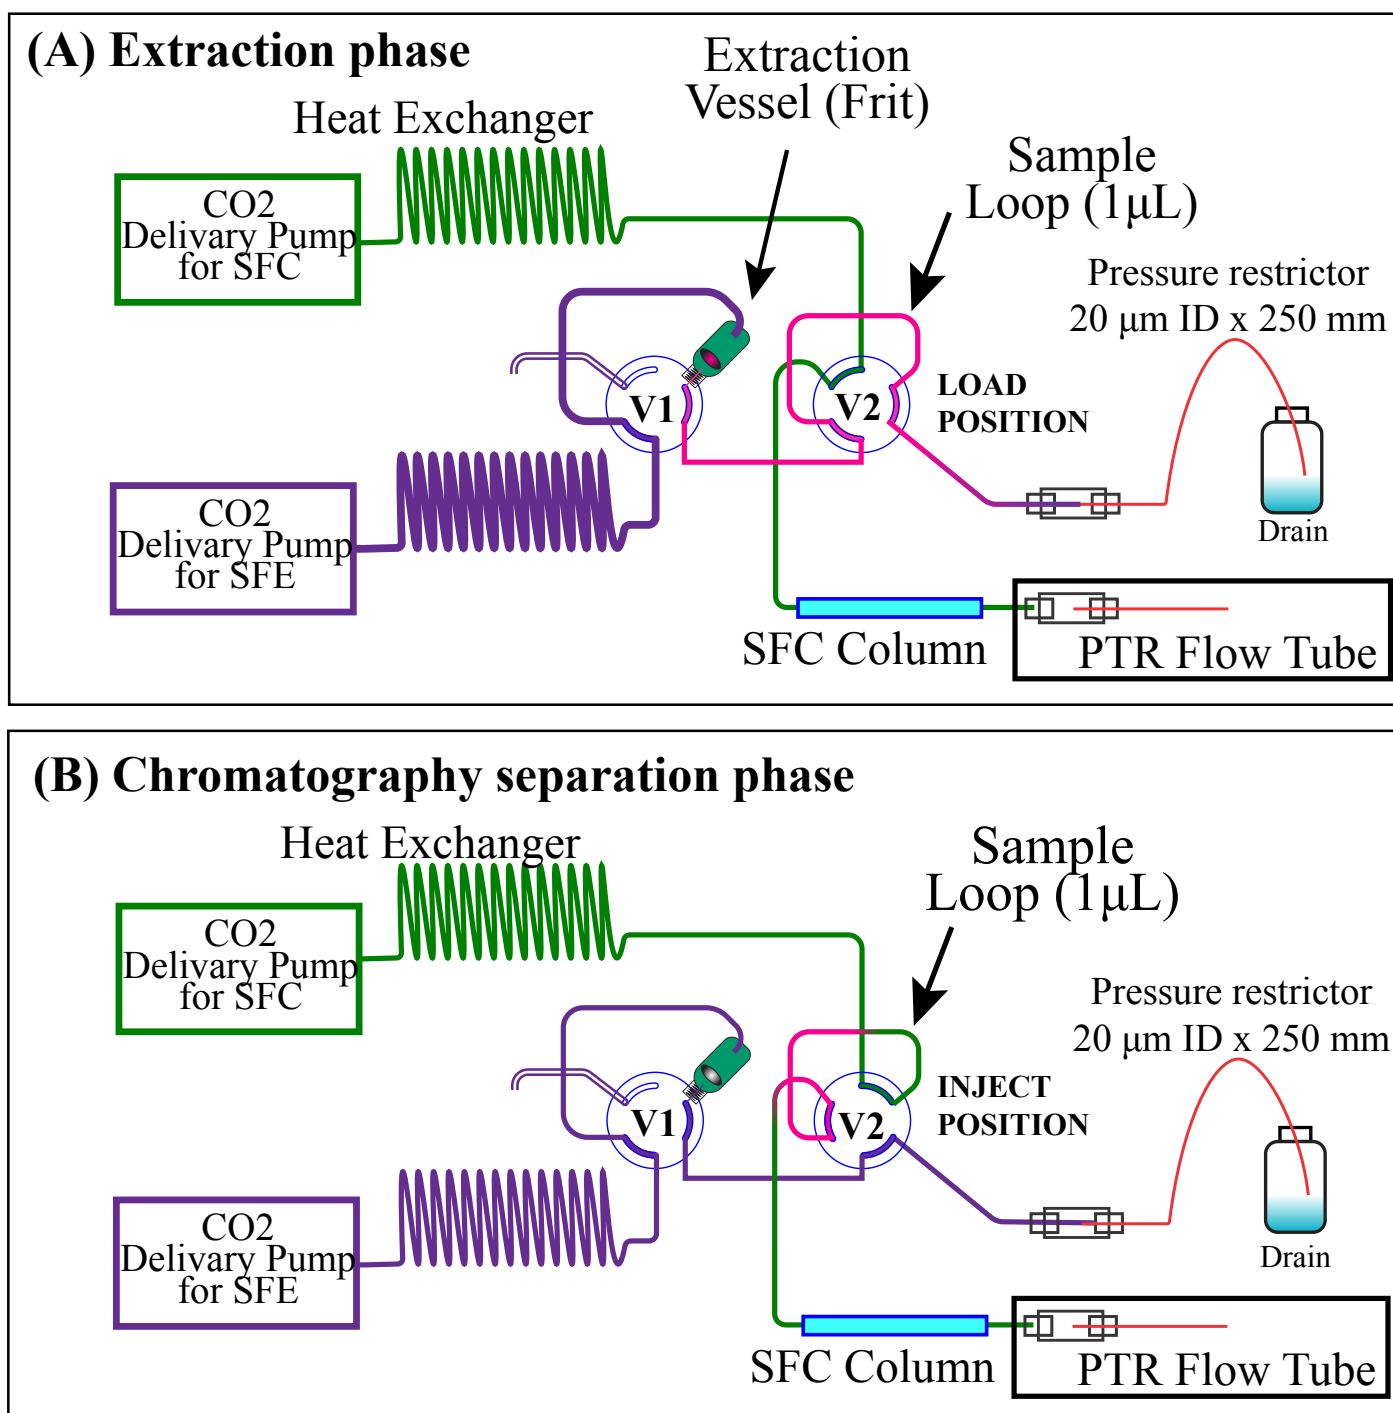 (A) Extraction phase
Extraction
Vessel (Frit)
Heat Exchanger
Sample
Loop (1μL)
CO2
Delivary Pump
for SFC
Pressure restrictor
20 μm ID x 250 mm
V1
V2
LOAD
POSITION
CO2
Delivary Pump
for SFE
Drain
SFC Column
PTR Flow Tube
(B) Chromatography separation phase
Heat Exchanger
Sample
Loop (1μL)
CO2
Delivary Pump
for SFC
Pressure restrictor
20 μm ID x 250 mm
V1
V2
INJECT
POSITION
CO2
Delivary Pump
for SFE
Drain
SFC Column
PTR Flow Tube